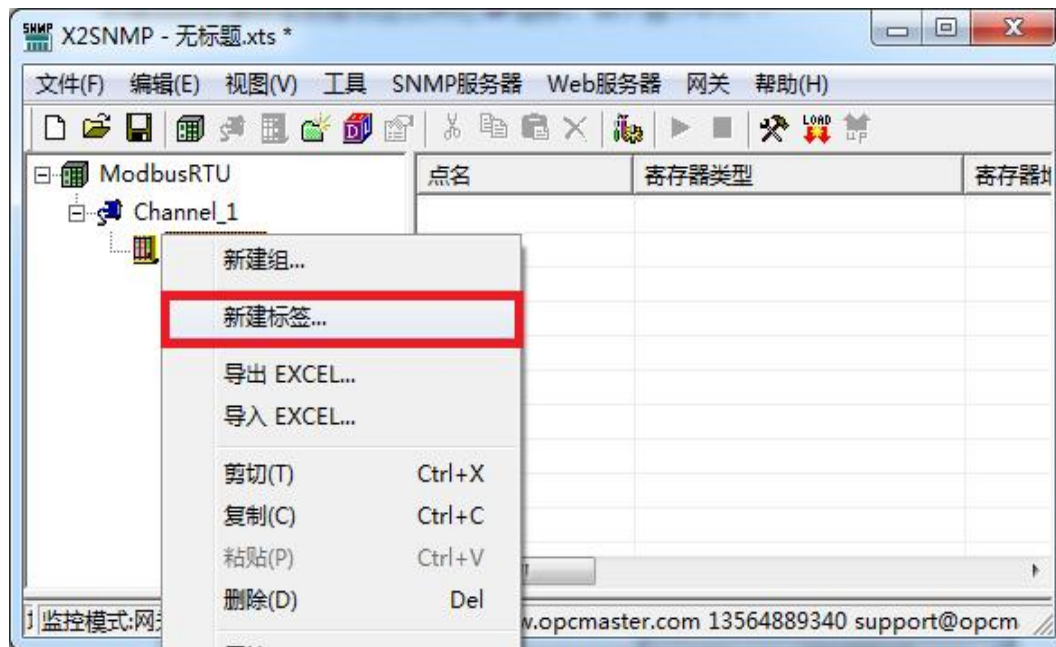 SNMP X2SNMP - 无标题.xts *
文件(F) 编辑(E) 视图(V) 工具 SNMP服务器 Web服务器 网关 帮助(H)
LOAD UP
ModbusRTU 点名 寄存器类型 寄存器
Channel_1
新建组...
新建标签...
导出 EXCEL...
导入 EXCEL...
剪切(T) Ctrl+X
复制(C) Ctrl+C
粘贴(P) Ctrl+V
删除(D) Del
监控模式:网 w.opcmaster.com 13564889340 support@opcm